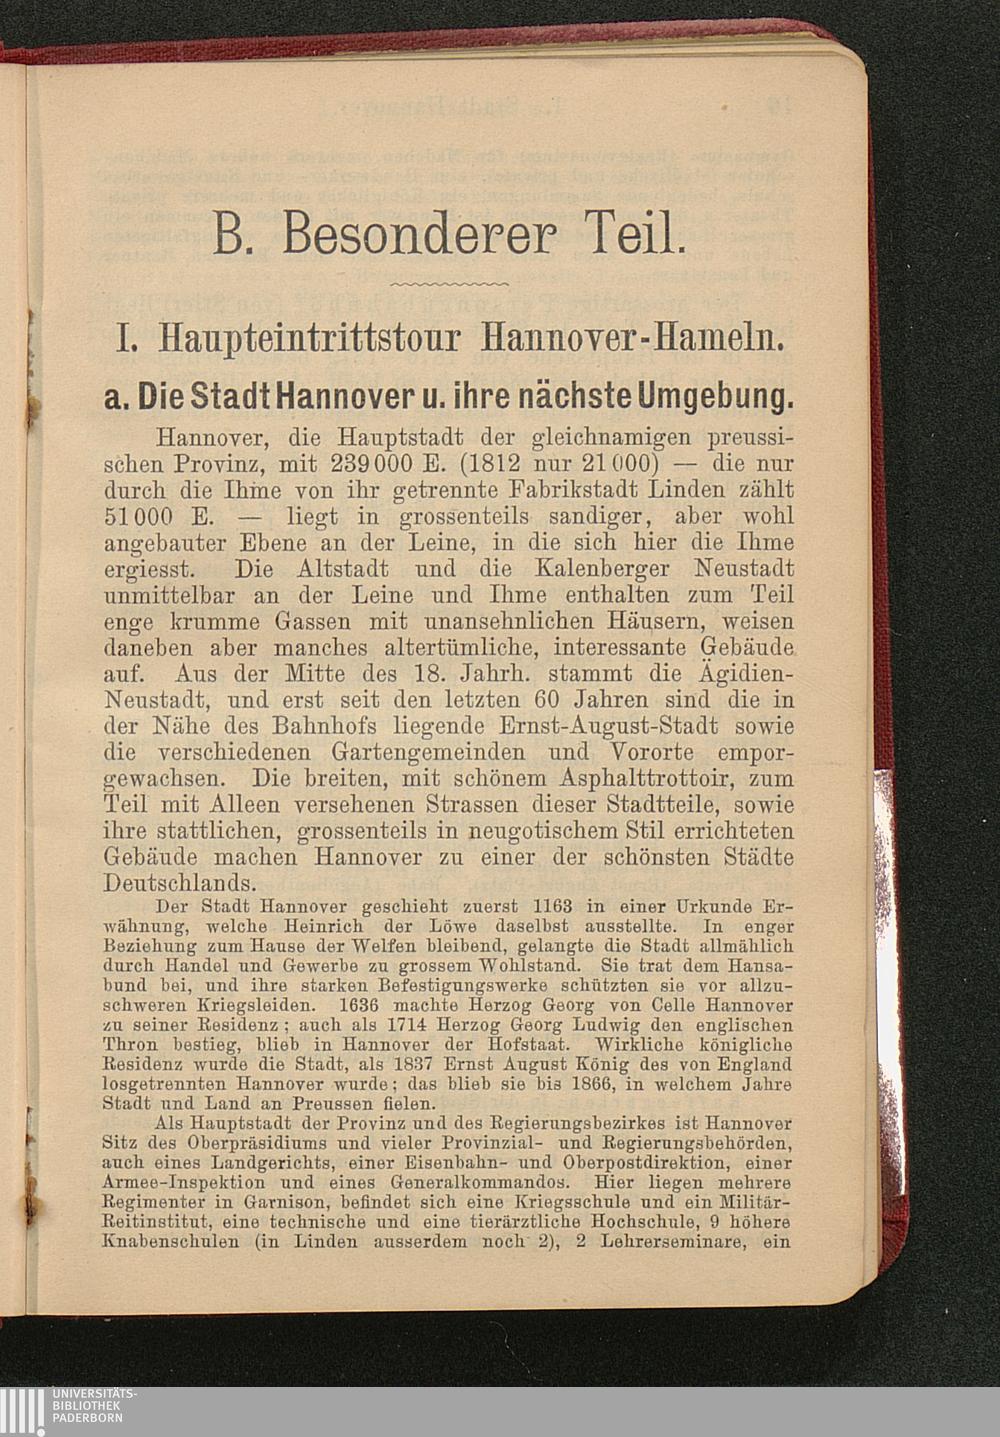 B. Besonderer Teil.
I. Haupteintrittstour Hannover-Hameln.
a. Die Stadt Hannover u. ihre nächste Umgebung.
Hannover, die Hauptstadt der gleichnamigen preussi-
schen Provinz, mit 239000 E. (1812 nur 21000) — die nur
durch die Ihme von ihr getrennte Fabrikstadt Linden zählt
51000 E. — liegt in grossenteils sandiger, aber wohl
angebauter Ebene an der Leine, in die sich hier die Ihme
ergiesst. Die Altstadt und die Kalenberger Neustadt
unmittelbar an der Leine und Ihme enthalten zum Teil
enge krumme Gassen mit unansehnlichen Häusern, weisen
daneben aber manches altertümliche, interessante Gebäude
auf. Aus der Mitte des 18. Jahrh. stammt die Ägidien-
Neustadt, und erst seit den letzten 60 Jahren sind die in
der Nähe des Bahnhofs liegende Ernst-August-Stadt sowie
die verschiedenen Gartengemeinden und Vororte empor-
gewachsen. Die breiten, mit schönem Asphalttrottoir, zum
Teil mit Alleen versehenen Strassen dieser Stadtteile, sowie
ihre stattlichen, grossenteils in neugotischem Stil errichteten
Gebäude machen Hannover zu einer der schönsten Städte
Deutschlands.
Der Stadt Hannover geschieht zuerst 1163 in einer Urkunde Er-
wähnung, welche Heinrich der Löwe daselbst ausstellte. In enger
Beziehung zum Hause der Welfen bleibend, gelangte die Stadt allmählich
durch Handel und Gewerbe zu grossem Wohlstand. Sie trat dem Hansa-
bund bei, und ihre starken Befestigungswerke schützten sie vor allzu-
schweren Kriegsleiden. 1636 machte Herzog Georg von Celle Hannover
zu seiner Residenz; auch als 1714 Herzog Georg Ludwig den englischen
Thron bestieg, blieb in Hannover der Hofstaat. Wirkliche königliche
Residenz wurde die Stadt, als 1837 Ernst August König des von England
losgetrennten Hannover wurde; das blieb sie bis 1866, in welchem Jahre
Stadt und Land an Preussen fielen.
Als Hauptstadt der Provinz und des Regierungsbezirkes ist Hannover
Sitz des Oberpräsidiums und vieler Provinzial- und Regierungsbehörden,
auch eines Landgerichts, einer Eisenbahn- und Oberpostdirektion, einer
Armee-Inspektion und eines Generalkommandos. Hier liegen mehrere
Regimenter in Garnison, befindet sich eine Kriegsschule und ein Militär-
Reitinstitut, eine technische und eine tierärztliche Hochschule, 9 höhere
Knabenschulen (in Linden ausserdem noch 2), 2 Lehrerseminare, ein
UNIVERSITÄTS-
BIBLIOTHEK
PADERBORN